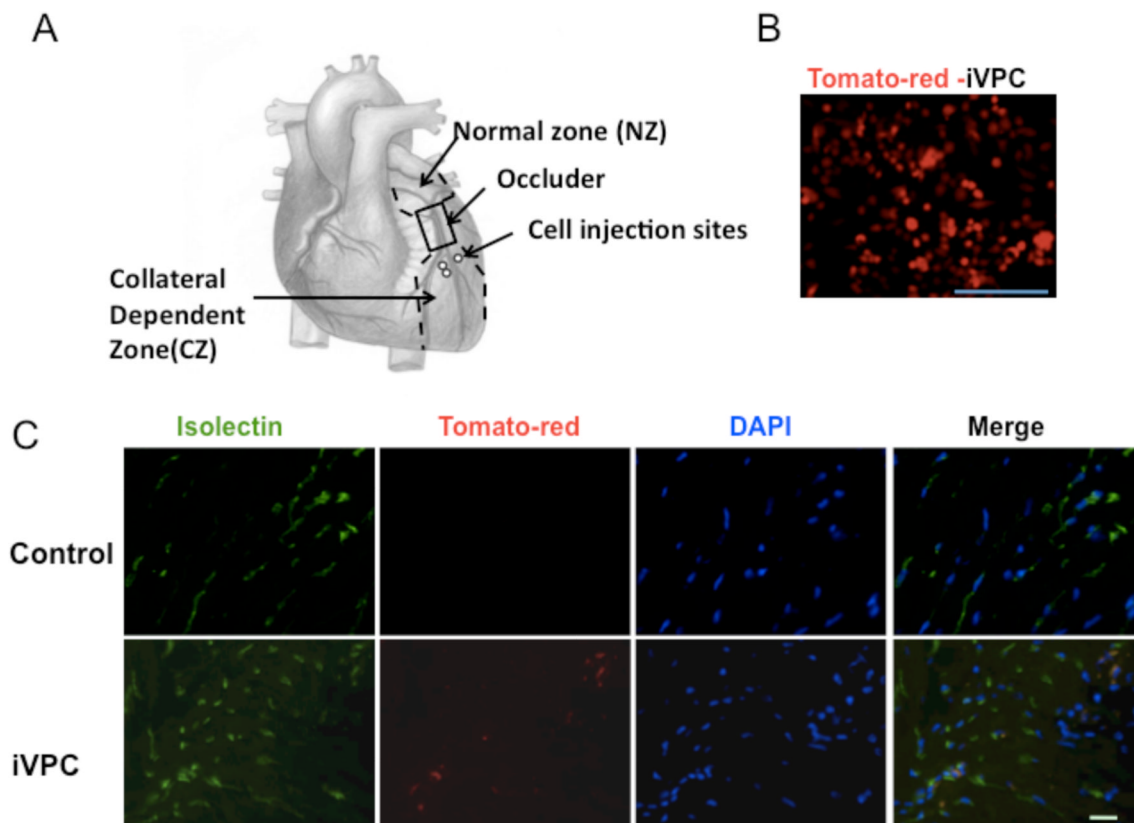 A
Normal zone (NZ)
Occluder
Cell injection sites
Collateral
Dependent
Zone(CZ)
B
Tomato-red -iVPC
C
Isolectin
Tomato-red
DAPI
Merge
Control
iVPC